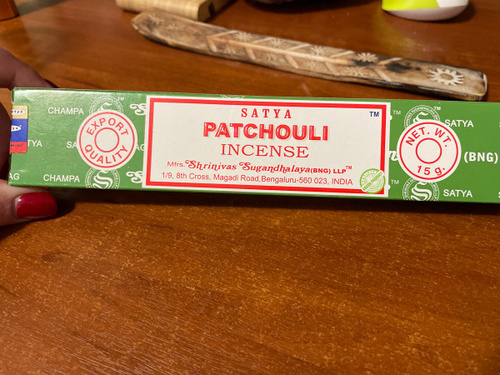 CHAMPA
SATYA
EXPORT
QUALITY
SATYA
TM
PATCHOULI
INCENSE
Mfrs. Shrinivas Sugandhalaya (BNG) LLP™
1/9, 8th Cross, Magadi Road, Bengaluru-560 023, INDIA
NET. WT.
15 g.
(BNG)
CHAMPA
SATYA